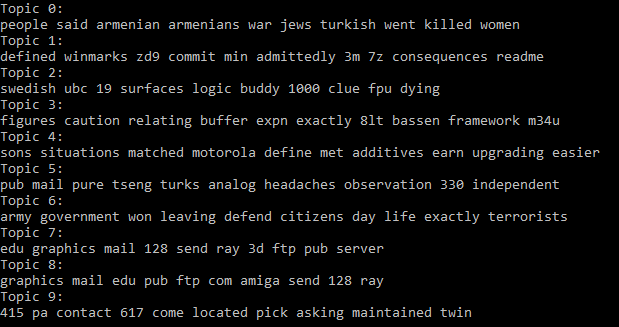 Topic 0:
people said armenian armenians war jews turkish went killed women
Topic 1:
defined winmarks zd9 commit min admittedly 3m 7z consequences readme
Topic 2:
swedish ubc 19 surfaces logic buddy 1000 clue fpu dying
Topic 3:
figures caution relating buffer expn exactly 8lt bassen framework m34u
Topic 4:
sons situations matched motorola define met additives earn upgrading easier
Topic 5:
pub mail pure tseng turks analog headaches observation 330 independent
Topic 6:
army government won leaving defend citizens day life exactly terrorists
Topic 7:
edu graphics mail 128 send ray 3d ftp pub server
Topic 8:
graphics mail edu pub ftp com amiga send 128 ray
Topic 9:
415 pa contact 617 come located pick asking maintained twin